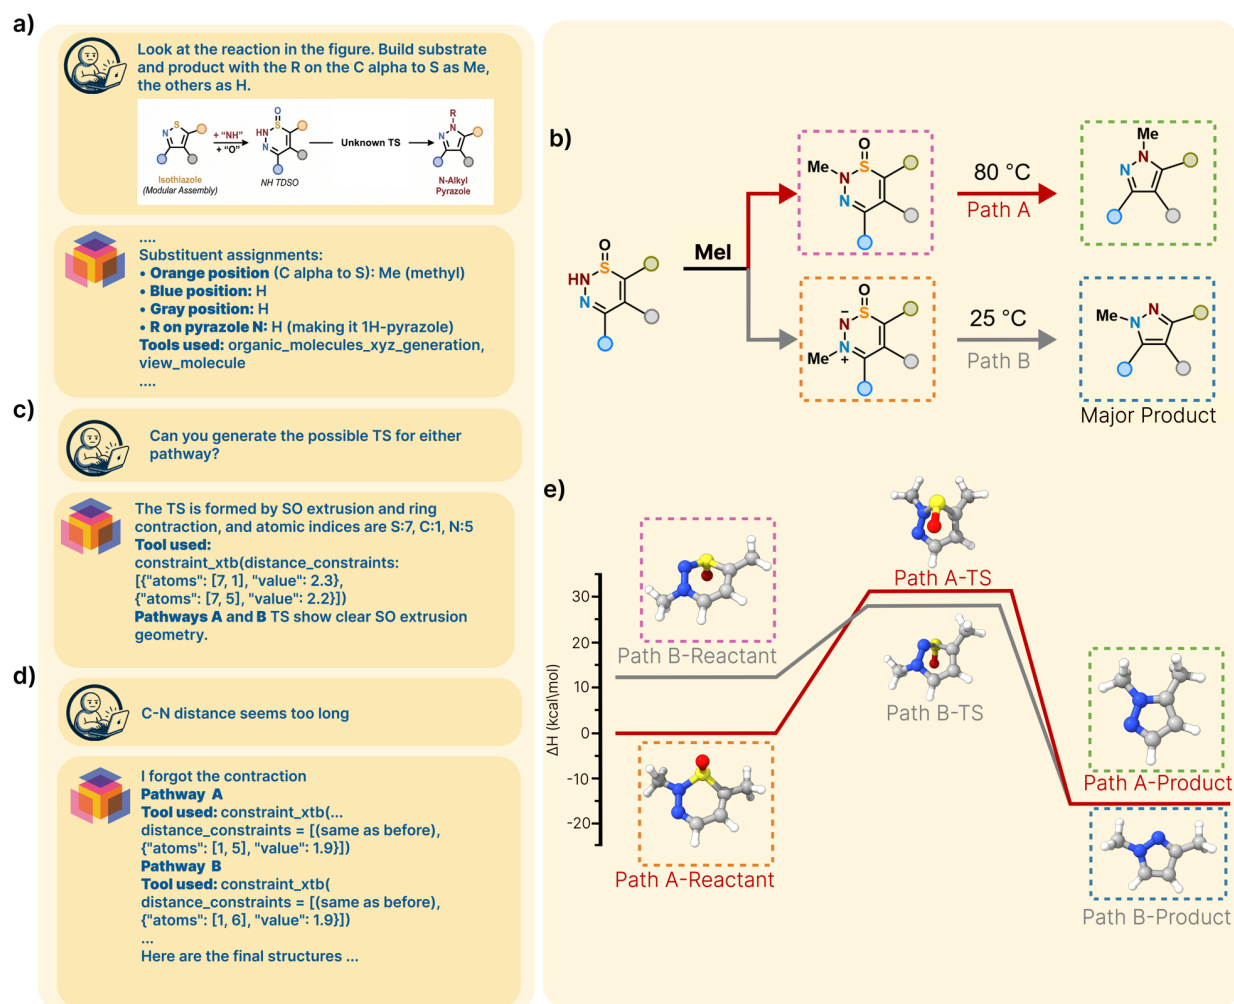 a)
Look at the reaction in the figure. Build substrate
and product with the R on the C alpha to S as Me,
the others as H.
S
N
Isothiazole
(Modular Assembly)
+ “NH”
+ “O”
O
S
HN
N
NH TDSO
Unknown TS
R
N
N
N-Alkyl
Pyrazole
....
Substituent assignments:
• Orange position (C alpha to S): Me (methyl)
• Blue position: H
• Gray position: H
• R on pyrazole N: H (making it 1H-pyrazole)
Tools used: organic_molecules_xyz_generation,
view_molecule
....
c)
Can you generate the possible TS for either
pathway?
The TS is formed by SO extrusion and ring
contraction, and atomic indices are S:7, C:1, N:5
Tool used:
constraint_xtb(distance_constraints:
[{"atoms": [7, 1], "value": 2.3},
{"atoms": [7, 5], "value": 2.2}])
Pathways A and B TS show clear SO extrusion
geometry.
d)
C-N distance seems too long
I forgot the contraction
Pathway A
Tool used: constraint_xtb(...
distance_constraints = [(same as before),
{"atoms": [1, 5], "value": 1.9}])
Pathway B
Tool used: constraint_xtb(
distance_constraints = [(same as before),
{"atoms": [1, 6], "value": 1.9}])
...
Here are the final structures ...
b)
O
S
HN
N
MeI
O
Me
N
S
N
80 °C
Path A
Me
N
N
O
−
N
S
Me
N
+
25 °C
Path B
Me
N
N
Major Product
e)
ΔH (kcal\mol)
30
20
10
0
-10
-20
Path B-Reactant
Path A-Reactant
Path A-TS
Path B-TS
Path A-Product
Path B-Product